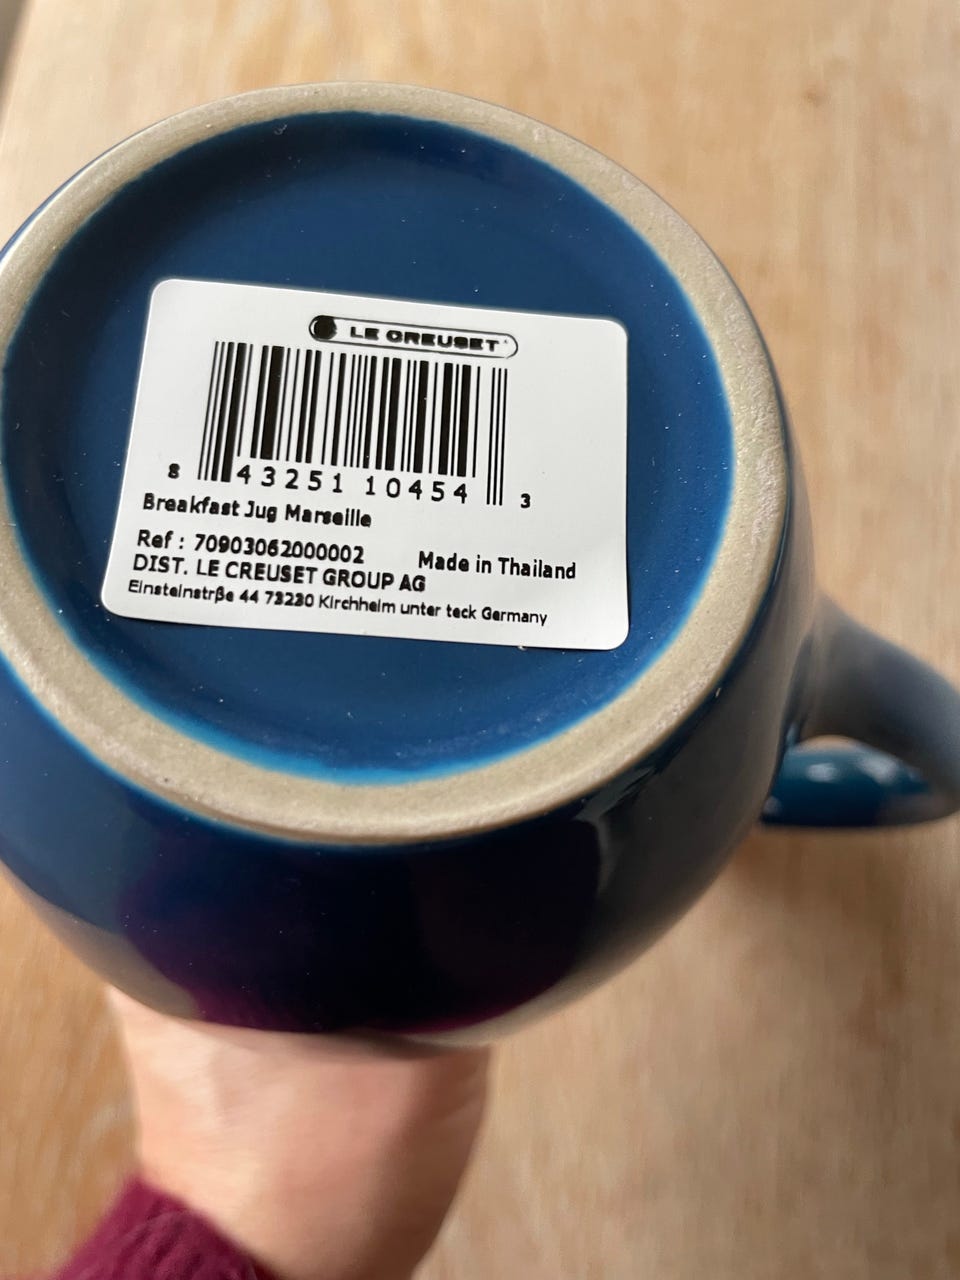 LE CREUSET
8 43251 10454 3
Breakfast Jug Marseille
Ref : 70903062000002 Made in Thailand
DIST. LE CREUSET GROUP AG
Einsteinstrβe 44 73230 Kirchheim unter teck Germany